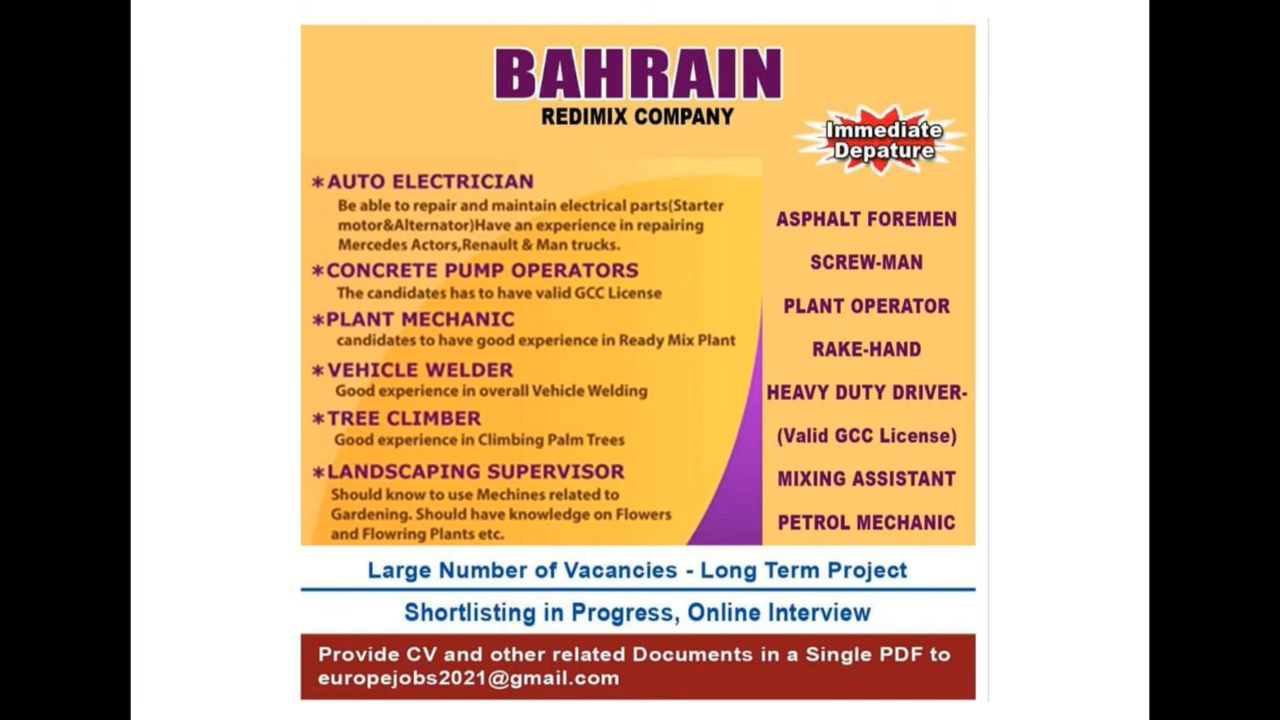 BAHRAIN
REDIMIX COMPANY
Immediate
Depature
*AUTO ELECTRICIAN
Be able to repair and maintain electrical parts(Starter
motor&Alternator)Have an experience in repairing
Mercedes Actors,Renault & Man trucks.
*CONCRETE PUMP OPERATORS
The candidates has to have valid GCC License
*PLANT MECHANIC
candidates to have good experience in Ready Mix Plant
*VEHICLE WELDER
Good experience in overall Vehicle Welding
*TREE CLIMBER
Good experience in Climbing Palm Trees
*LANDSCAPING SUPERVISOR
Should know to use Mechines related to
Gardening. Should have knowledge on Flowers
and Flowring Plants etc.
ASPHALT FOREMEN
SCREW-MAN
PLANT OPERATOR
RAKE-HAND
HEAVY DUTY DRIVER-
(Valid GCC License)
MIXING ASSISTANT
PETROL MECHANIC
Large Number of Vacancies - Long Term Project
Shortlisting in Progress, Online Interview
Provide CV and other related Documents in a Single PDF to
europejobs2021@gmail.com